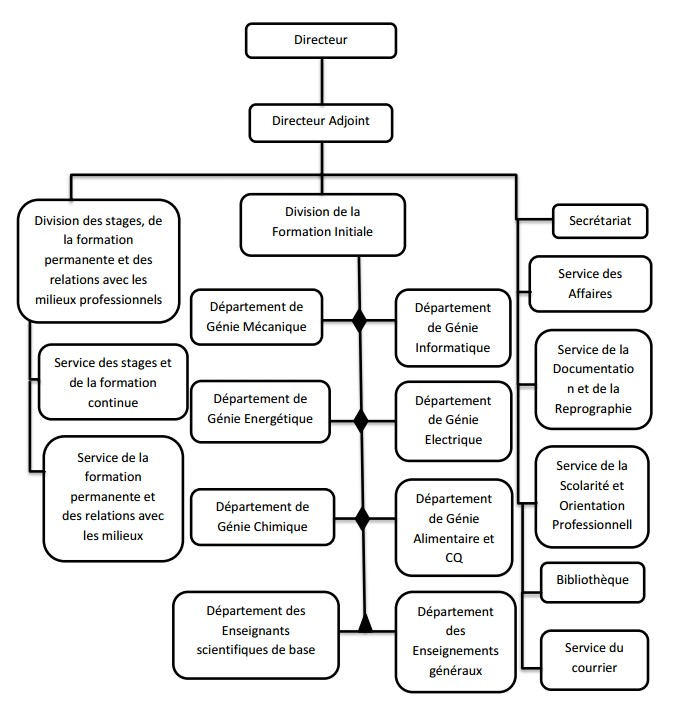 Directeur
Directeur Adjoint
Division des stages, de
la formation
permanente et des
relations avec les
milieux professionnels
Service des stages et
de la formation
continue
Service de la
formation
permanente et
des relations avec
les milieux
Division de la
Formation Initiale
Département de
Génie Mécanique
Département
de Génie
Informatique
Département de
Génie Energétique
Département
de Génie
Electrique
Département de
Génie Chimique
Département
de Génie
Alimentaire et
CQ
Département des
Enseignants
scientifiques de base
Département
des
Enseignements
généraux
Secrétariat
Service des
Affaires
Service de la
Documentatio
n et de la
Reprographie
Service de la
Scolarité et
Orientation
Professionnell
Bibliothèque
Service du
courrier